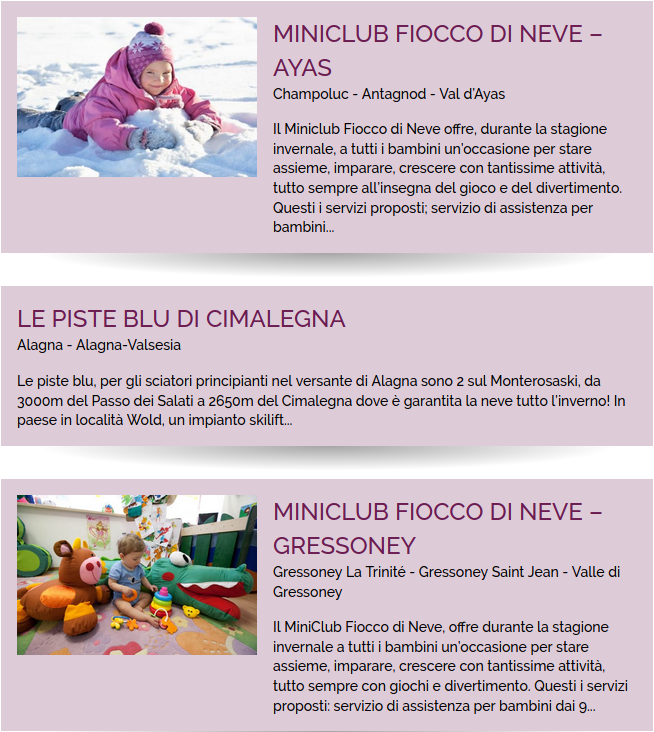 MINICLUB FIOCCO DI NEVE –
AYAS
Champoluc - Antagnod - Val d'Ayas
Il Miniclub Fiocco di Neve offre, durante la stagione
invernale, a tutti i bambini un'occasione per stare
assieme, imparare, crescere con tantissime attività,
tutto sempre all'insegna del gioco e del divertimento.
Questi i servizi proposti; servizio di assistenza per
bambini...
LE PISTE BLU DI CIMALEGNA
Alagna - Alagna-Valsesia
Le piste blu, per gli sciatori principianti nel versante di Alagna sono 2 sul Monterosaski, da
3000m del Passo dei Salati a 2650m del Cimalegna dove è garantita la neve tutto l'inverno! In
paese in località Wold, un impianto skilift...
MINICLUB FIOCCO DI NEVE –
GRESSONEY
Gressoney La Trinité - Gressoney Saint Jean - Valle di
Gressoney
Il MiniClub Fiocco di Neve, offre durante la stagione
invernale a tutti i bambini un'occasione per stare
assieme, imparare, crescere con tantissime attività,
tutto sempre con giochi e divertimento. Questi i servizi
proposti: servizio di assistenza per bambini dai 9...